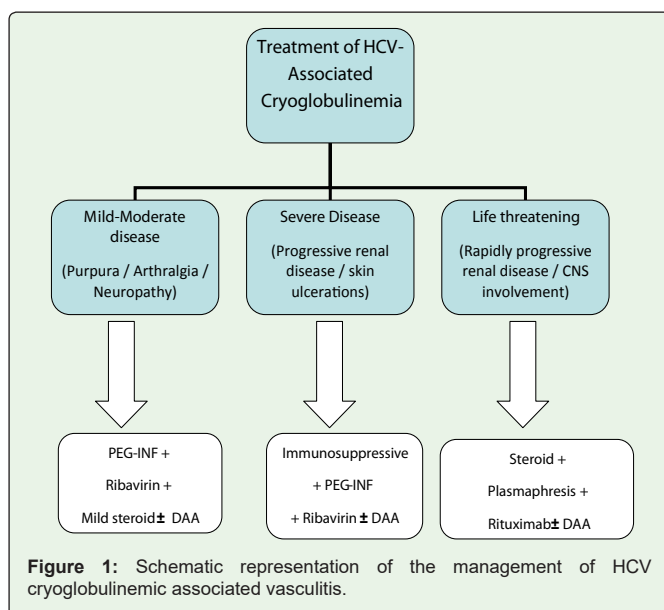 Treatment of HCV-
Associated
Cryoglobulinemia
Mild-Moderate
disease
(Purpura / Arthralgia /
Neuropathy)
Severe Disease
(Progressive renal
disease / skin
ulcerations)
Life threatening
(Rapidly progressive
renal disease / CNS
involvement)
PEG-INF +
Ribavirin +
Mild steroid± DAA
Immunosuppressive
+ PEG-INF
+ Ribavirin ± DAA
Steroid +
Plasmaphresis +
Rituximab± DAA
Figure 1: Schematic representation of the management of HCV
cryoglobulinemic associated vasculitis.